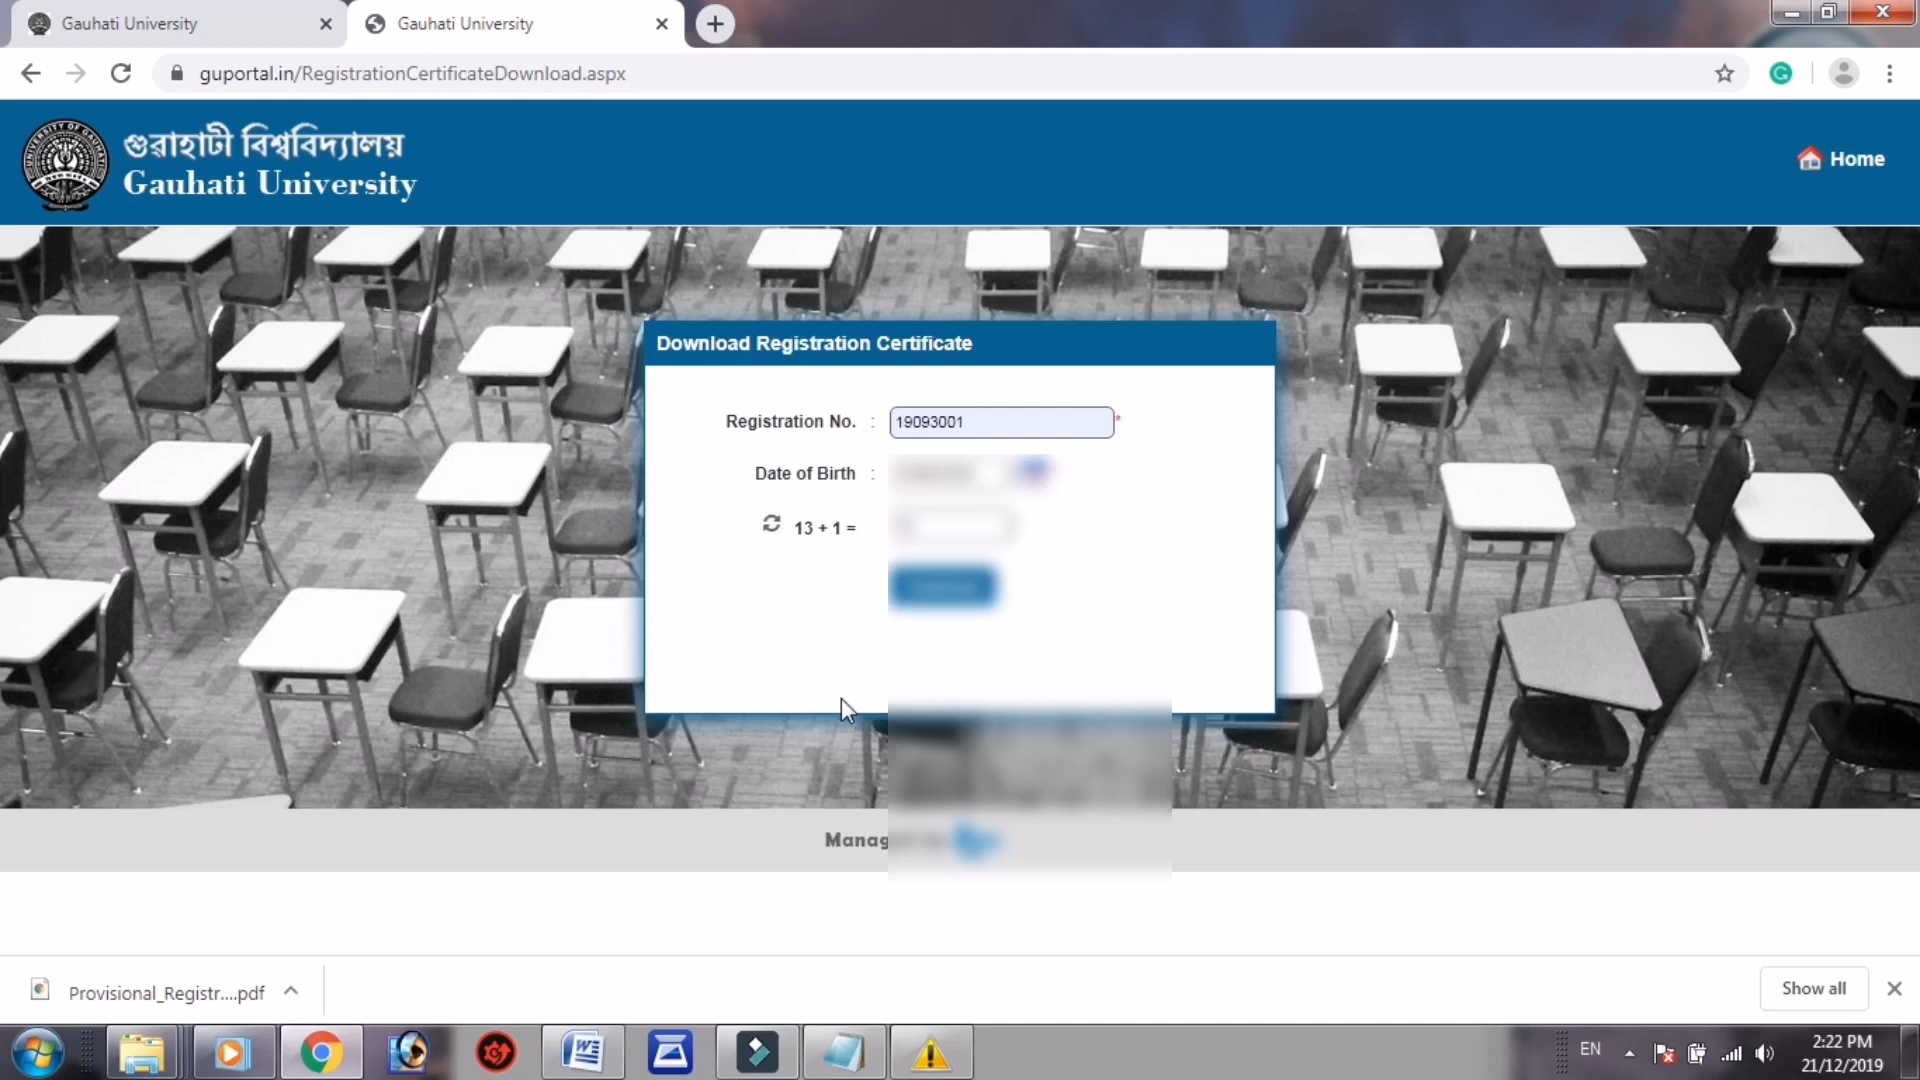 Gauhati University
Gauhati University
guportal.in/RegistrationCertificateDownload.aspx
গুৱাহাটী বিশ্ববিদ্যালয়
Gauhati University
Home
Download Registration Certificate
Registration No. : 19093001 *
Date of Birth :
13 + 1 =
Manag
Provisional_Registr....pdf
Show all
EN
2:22 PM
21/12/2019